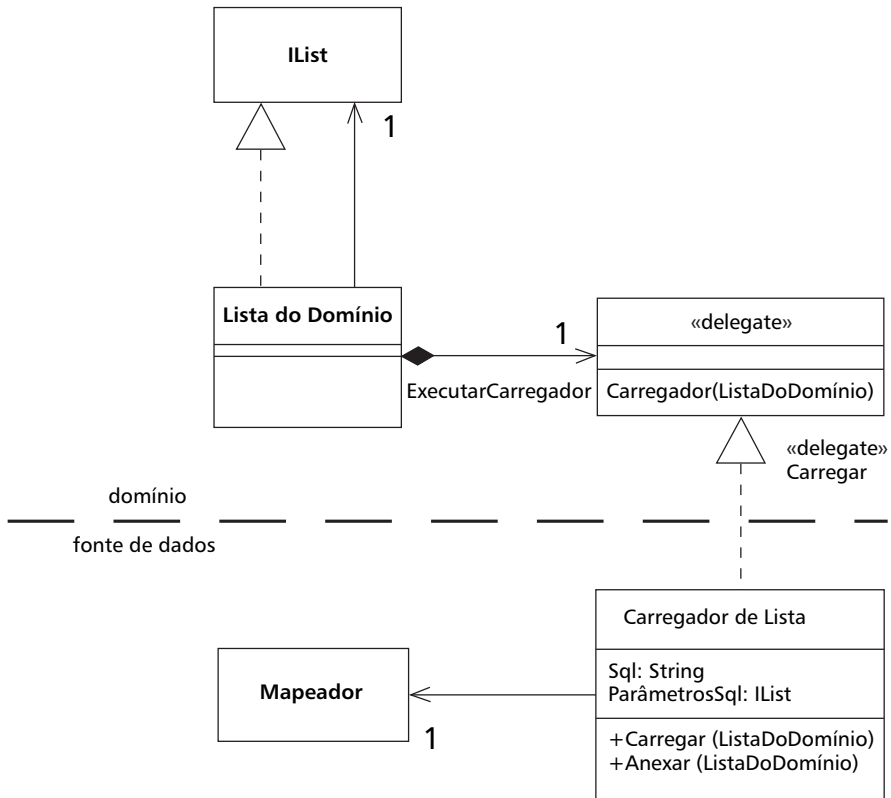 IList
1
Lista do Domínio
1
ExecutarCarregador
«delegate»
Carregador(ListaDoDomínio)
«delegate»
Carregar
domínio
fonte de dados
Mapeador
1
Carregador de Lista
Sql: String
ParâmetrosSql: IList
+Carregar (ListaDoDomínio)
+Anexar (ListaDoDomínio)